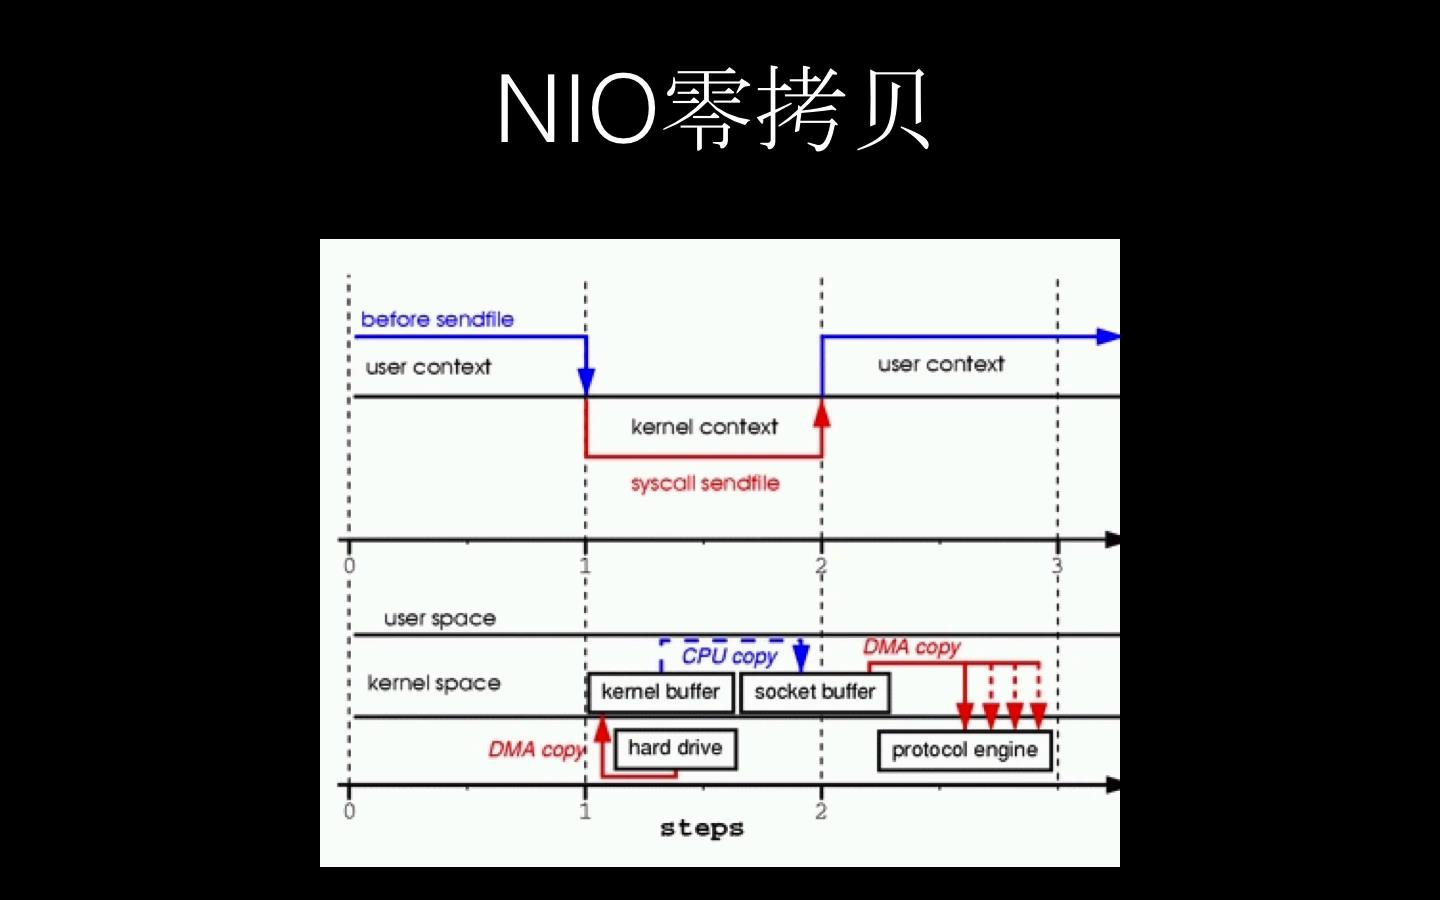 NIO零拷贝
before sendfile
user context
user context
kernel context
syscall sendfile
0 1 2 3
user space
CPU copy
DMA copy
kernel space
kernel buffer
socket buffer
DMA copy
hard drive
protocol engine
0 1 2
steps